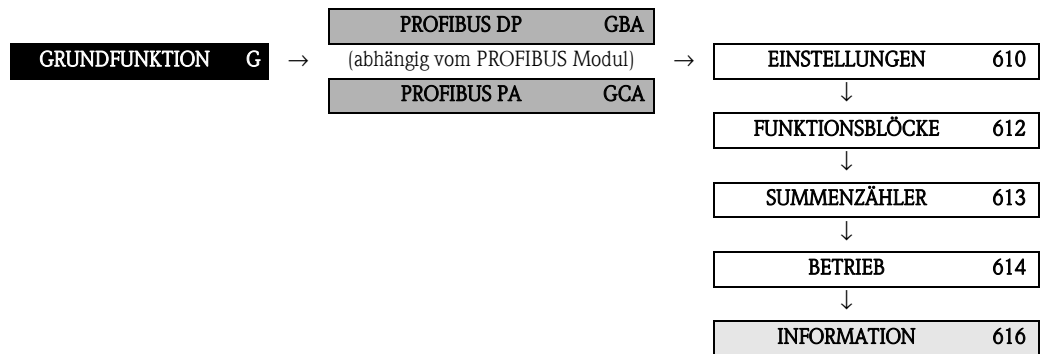 PROFIBUS DP GBA
GRUNDFUNKTION G → (abhängig vom PROFIBUS Modul) → EINSTELLUNGEN 610
PROFIBUS PA GCA
↓
FUNKTIONSBLÖCKE 612
↓
SUMMENZÄHLER 613
↓
BETRIEB 614
↓
INFORMATION 616